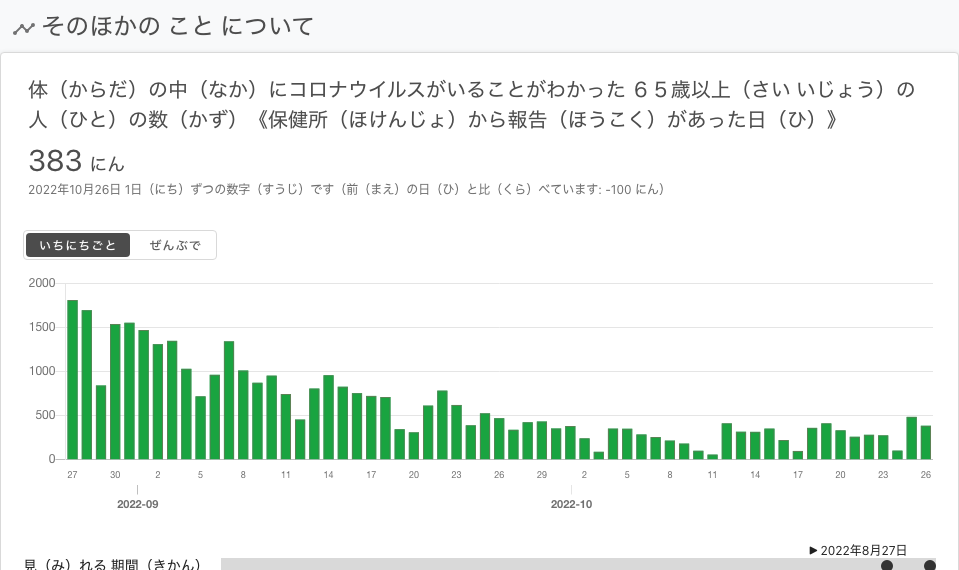 そのほかの こと について
体（からだ）の中（なか）にコロナウイルスがいることがわかった ６５歳以上（さい いじょう）の
人（ひと）の数（かず）《保健所（ほけんじょ）から報告（ほうこく）があった日（ひ）》
383 にん
2022年10月26日 1日（にち）ずつの数字（すうじ）です（前（まえ）の日（ひ）と比（くら）べています: -100 にん）
いちにちごと ぜんぶで
2000
1500
1000
500
0
27 30 2 5 8 11 14 17 20 23 26 29 2 5 8 11 14 17 20 23 26
2022-09 2022-10
▶ 2022年8月27日
見（み）れる 期間（きかん）